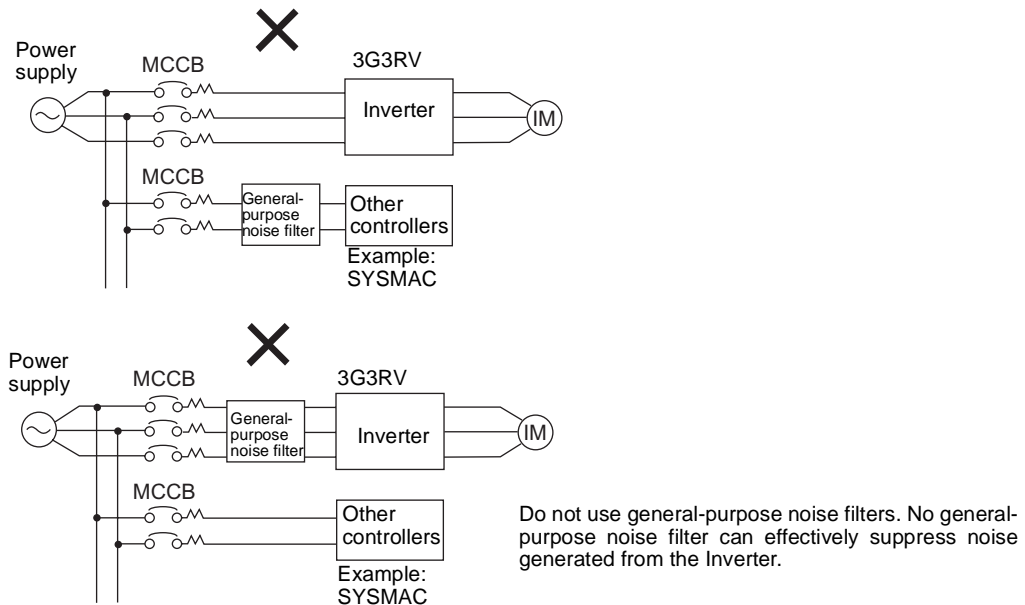 Power
supply
MCCB
3G3RV
Inverter
IM
MCCB
General-
purpose
noise filter
Other
controllers
Example:
SYSMAC
Power
supply
MCCB
3G3RV
General-
purpose
noise filter
Inverter
IM
MCCB
Other
controllers
Example:
SYSMAC
Do not use general-purpose noise filters. No general-
purpose noise filter can effectively suppress noise
generated from the Inverter.